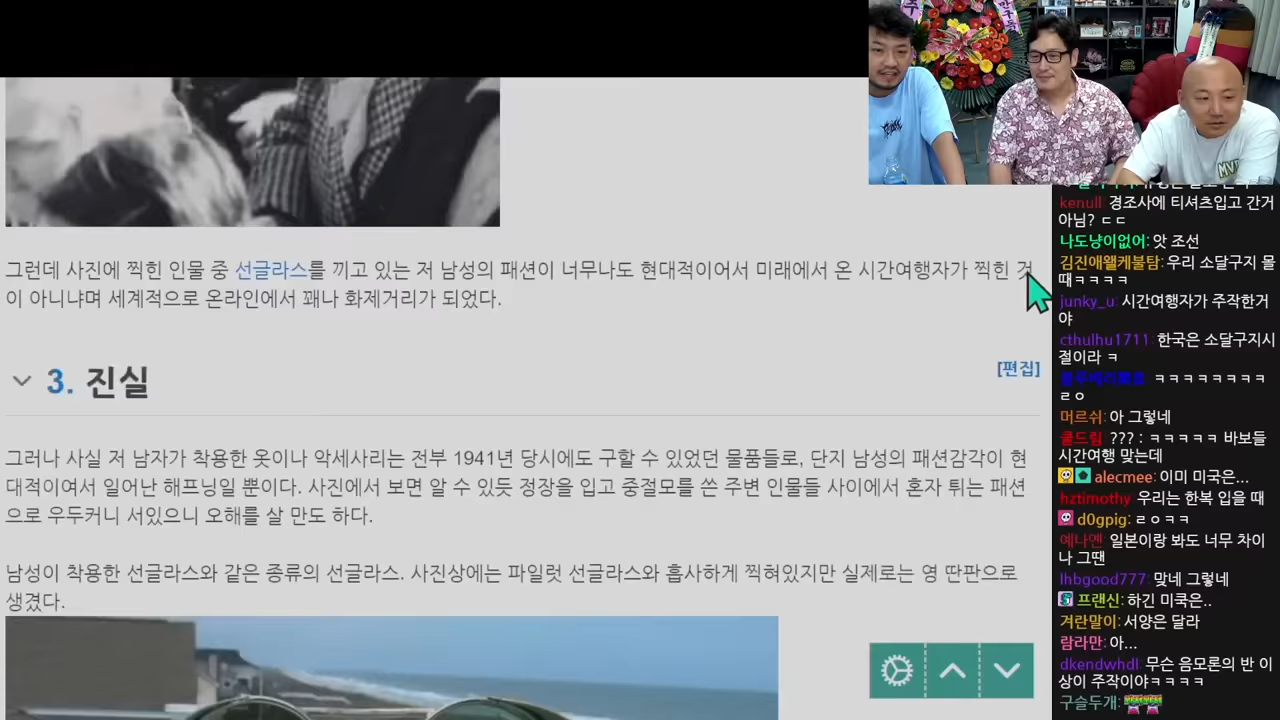 그런데 사진에 찍힌 인물 중 선글라스를 끼고 있는 저 남성의 패션이 너무나도 현대적이어서 미래에서 온 시간여행자가 찍힌 것
이 아니냐며 세계적으로 온라인에서 꽤나 화제거리가 되었다.
3. 진실
[편집]
그러나 사실 저 남자가 착용한 옷이나 악세사리는 전부 1941년 당시에도 구할 수 있었던 물품들로, 단지 남성의 패션감각이 현
대적이여서 일어난 해프닝일 뿐이다. 사진에서 보면 알 수 있듯 정장을 입고 중절모를 쓴 주변 인물들 사이에서 혼자 튀는 패션
으로 우두커니 서있으니 오해를 살 만도 하다.
남성이 착용한 선글라스와 같은 종류의 선글라스. 사진상에는 파일럿 선글라스와 흡사하게 찍혀있지만 실제로는 영 딴판으로
생겼다.
kenull 경조사에 티셔츠입고 간거
아님? ㄷㄷ
나도냥이없어: 앗 조선
김진애왤케불탐: 우리 소달구지 몰
때ㅋㅋㅋㅋ
junky_u: 시간여행자가 주작한거
야
cthulhu1711: 한국은 소달구지시
절이라 ㅋ
ㅋㅋㅋㅋㅋㅋㅋㅋ
ㄹㅇ
머르쉬: 아 그렇네
쿨드림 ??? : ㅋㅋㅋㅋㅋ 바보들
시간여행 맞는데
alecmee: 이미 미국은...
hztimothy 우리는 한복 입을 때
d0gpig: ㄹㅇㅋㅋ
예나멘: 일본이랑 봐도 너무 차이
나 그땐
lhbgood777: 맞네 그렇네
프랜신: 하긴 미쿡은..
겨란말이: 서양은 달라
람라만: 아...
dkendwhdl: 무슨 음모론의 반 이
상이 주작이야ㅋㅋㅋㅋ
구슬두개: